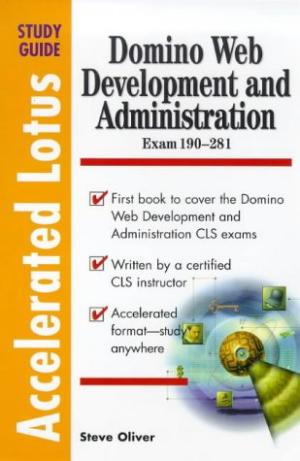 STUDY
GUIDE
Accelerated Lotus
Domino Web
Development and
Administration
Exam 190-281
First book to cover the Domino
Web Development and
Administration CLS exams
Written by a certified
CLS instructor
Accelerated
format—study
anywhere
Steve Oliver